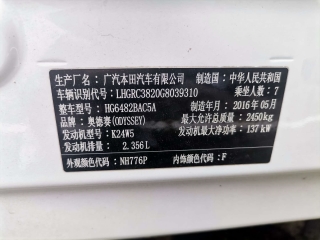 生产厂名: 广汽本田汽车有限公司 制造国: 中华人民共和国
车辆识别代号: LHGRC3820G8039310 乘坐人数: 7
整车型号: HG6482BAC5A 制造年月: 2016年05月
品牌: 奥德赛(ODYSSEY) 最大允许总质量: 2450kg
发动机型号: K24W5 发动机最大净功率: 137kW
发动机排量: 2.356L
外观颜色代码: NH776P 内饰颜色代码: F